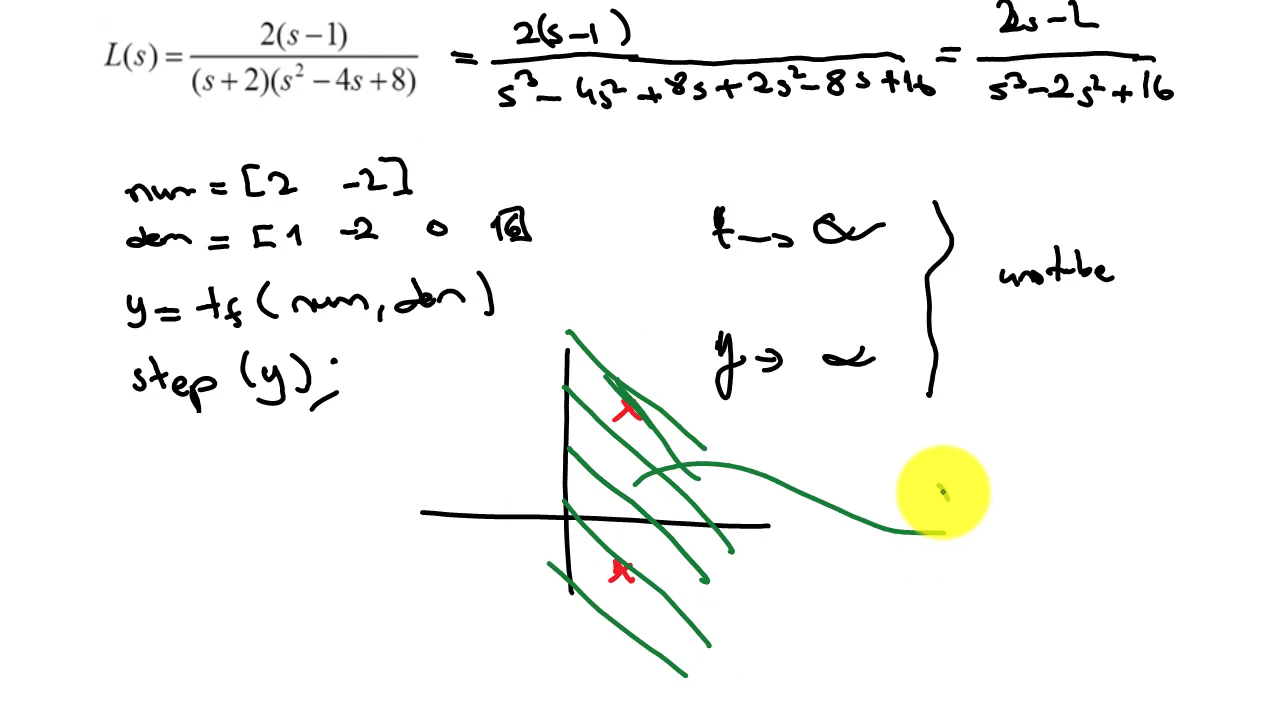 L(s) = 2(s−1) / (s+2)(s² − 4s + 8) = 2(s−1) / s³ − 4s² + 8s + 2s² − 8s + 16 = 2s − 2 / s³ − 2s² + 16
num = [2 -2]
den = [1 -2 0 16]
y = tf(num, den)
step(y);
t → ∝
y → ∝
x
x